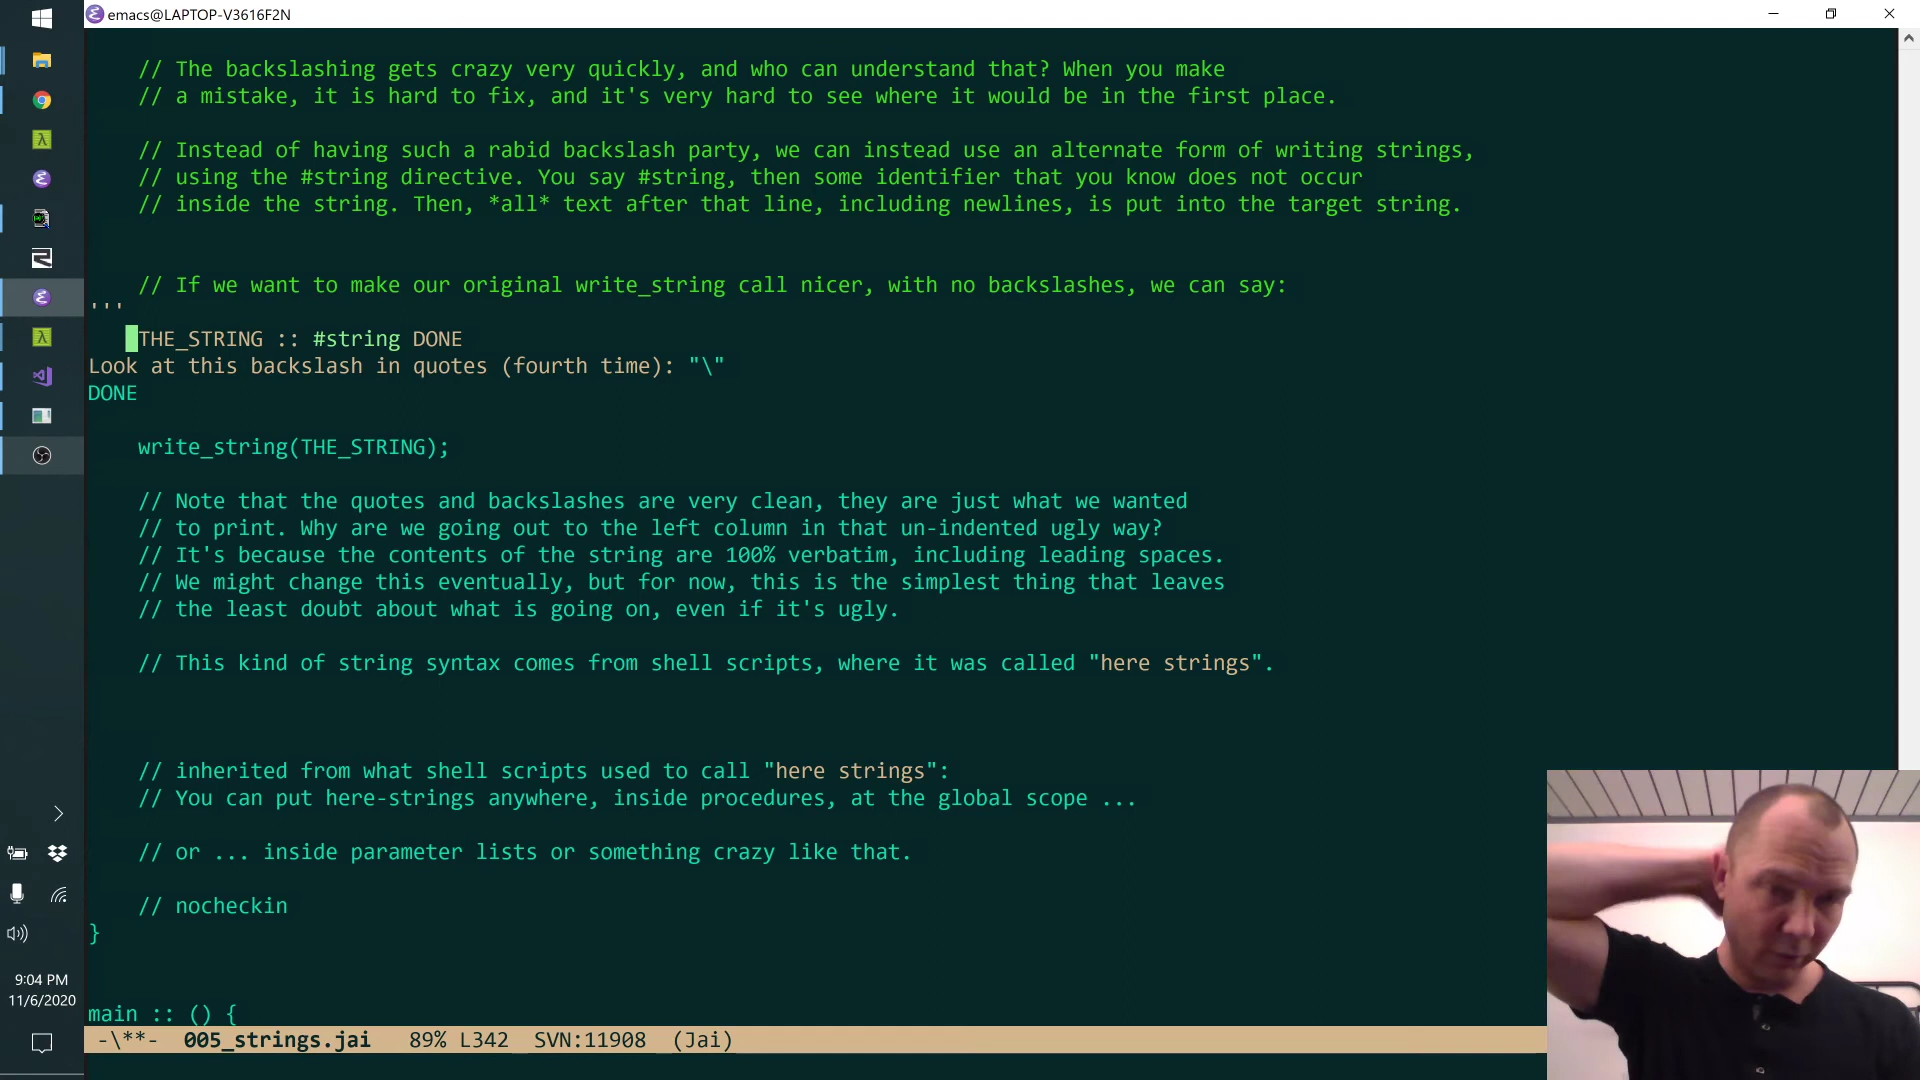 emacs@LAPTOP-V3616F2N
// The backslashing gets crazy very quickly, and who can understand that? When you make
// a mistake, it is hard to fix, and it's very hard to see where it would be in the first place.
// Instead of having such a rabid backslash party, we can instead use an alternate form of writing strings,
// using the #string directive. You say #string, then some identifier that you know does not occur
// inside the string. Then, *all* text after that line, including newlines, is put into the target string.
// If we want to make our original write_string call nicer, with no backslashes, we can say:
'''
THE_STRING :: #string DONE
Look at this backslash in quotes (fourth time): "\"
DONE
write_string(THE_STRING);
// Note that the quotes and backslashes are very clean, they are just what we wanted
// to print. Why are we going out to the left column in that un-indented ugly way?
// It's because the contents of the string are 100% verbatim, including leading spaces.
// We might change this eventually, but for now, this is the simplest thing that leaves
// the least doubt about what is going on, even if it's ugly.
// This kind of string syntax comes from shell scripts, where it was called "here strings".
// inherited from what shell scripts used to call "here strings":
// You can put here-strings anywhere, inside procedures, at the global scope ...
// or ... inside parameter lists or something crazy like that.
// nocheckin
}
main :: () {
-\**-  005_strings.jai   89% L342  SVN:11908  (Jai)
9:04 PM
11/6/2020